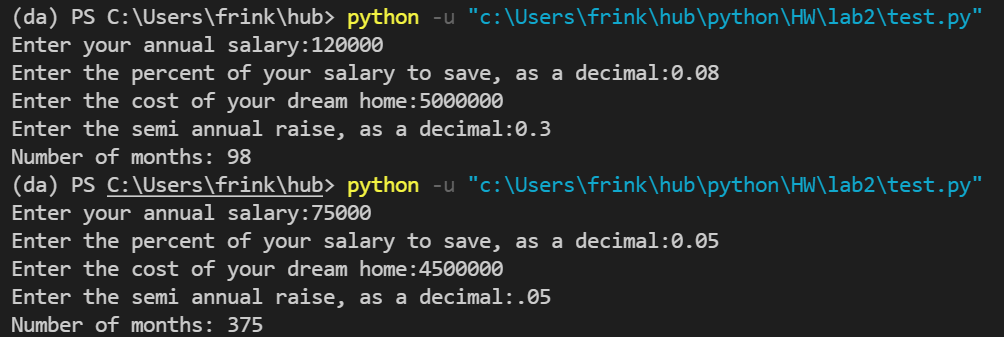 (da) PS C:\Users\frink\hub> python -u "c:\Users\frink\hub\python\HW\lab2\test.py"
Enter your annual salary:120000
Enter the percent of your salary to save, as a decimal:0.08
Enter the cost of your dream home:5000000
Enter the semi annual raise, as a decimal:0.3
Number of months: 98
(da) PS C:\Users\frink\hub> python -u "c:\Users\frink\hub\python\HW\lab2\test.py"
Enter your annual salary:75000
Enter the percent of your salary to save, as a decimal:0.05
Enter the cost of your dream home:4500000
Enter the semi annual raise, as a decimal:.05
Number of months: 375